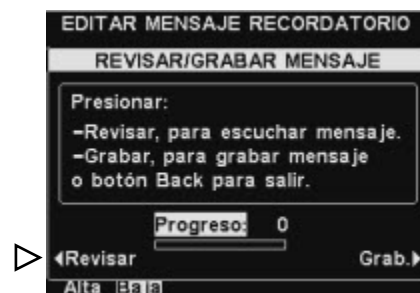 EDITAR MENSAJE RECORDATORIO
REVISAR/GRABAR MENSAJE
Presionar:
-Revisar, para escuchar mensaje.
-Grabar, para grabar mensaje
o botón Back para salir.
Progreso: 0
Revisar Grab.
Alta Baja